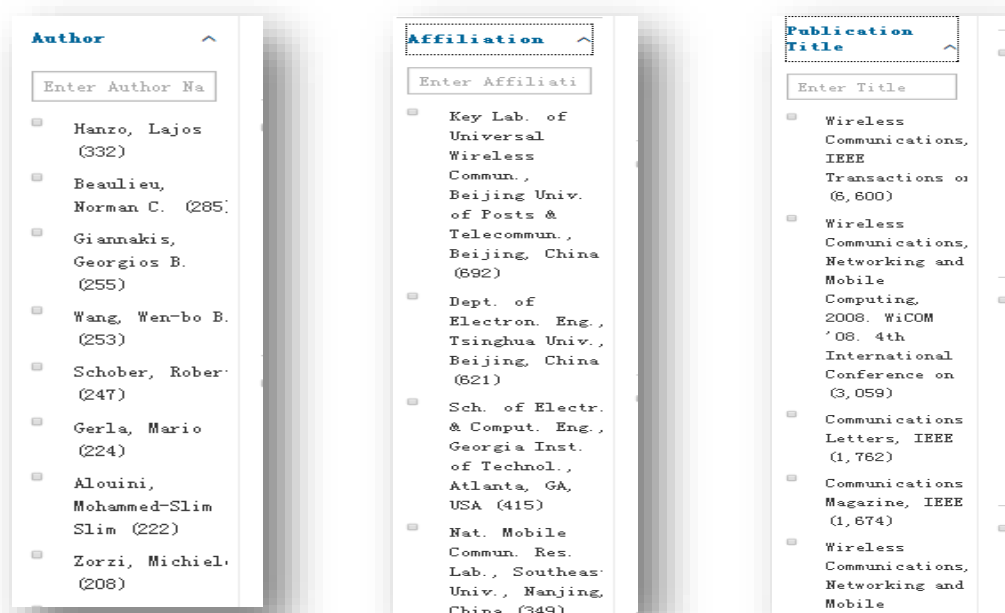 Author
Enter Author Na
Hanzo, Lajos
(332)
Beaulieu,
Norman C. (285)
Giannakis,
Georgios B.
(255)
Wang, Wen-bo B.
(253)
Schober, Rober
(247)
Gerla, Mario
(224)
Alouini,
Mohammed-Slim
Slim (222)
Zorzi, Michiel
(208)
Affiliation
Enter Affiliati
Key Lab. of
Universal
Wireless
Commun.,
Beijing Univ.
of Posts &
Telecommun.,
Beijing, China
(692)
Dept. of
Electron. Eng.,
Tsinghua Univ.,
Beijing, China
(621)
Sch. of Electr.
& Comput. Eng.,
Georgia Inst.
of Technol.,
Atlanta, GA,
USA (415)
Nat. Mobile
Commun. Res.
Lab., Southeas
Univ., Nanjing,
China (349)
Publication
Title
Enter Title
Wireless
Communications,
IEEE
Transactions on
(6,600)
Wireless
Communications,
Networking and
Mobile
Computing,
2008. WiCOM
'08. 4th
International
Conference on
(3,059)
Communications
Letters, IEEE
(1,762)
Communications
Magazine, IEEE
(1,674)
Wireless
Communications,
Networking and
Mobile